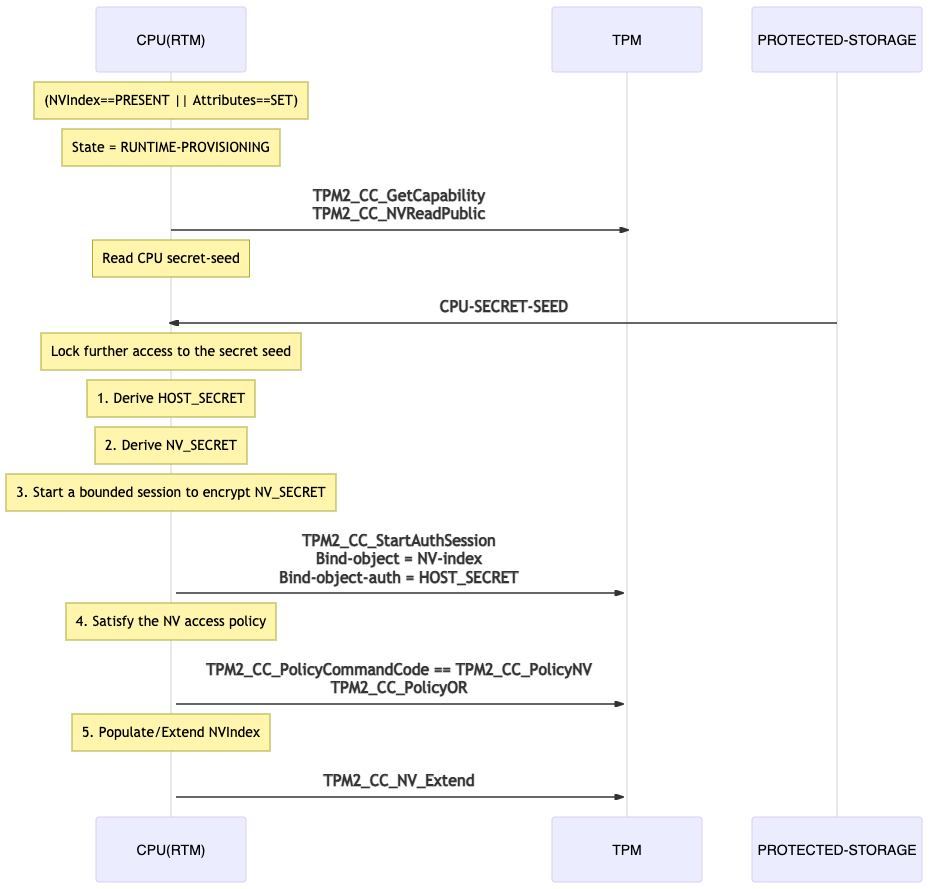 CPU(RTM)
TPM
PROTECTED-STORAGE
(NVIndex==PRESENT || Attributes==SET)
State = RUNTIME-PROVISIONING
TPM2_CC_GetCapability
TPM2_CC_NVReadPublic
Read CPU secret-seed
CPU-SECRET-SEED
Lock further access to the secret seed
1. Derive HOST_SECRET
2. Derive NV_SECRET
3. Start a bounded session to encrypt NV_SECRET
TPM2_CC_StartAuthSession
Bind-object = NV-index
Bind-object-auth = HOST_SECRET
4. Satisfy the NV access policy
TPM2_CC_PolicyCommandCode == TPM2_CC_PolicyNV
TPM2_CC_PolicyOR
5. Populate/Extend NVIndex
TPM2_CC_NV_Extend
CPU(RTM)
TPM
PROTECTED-STORAGE